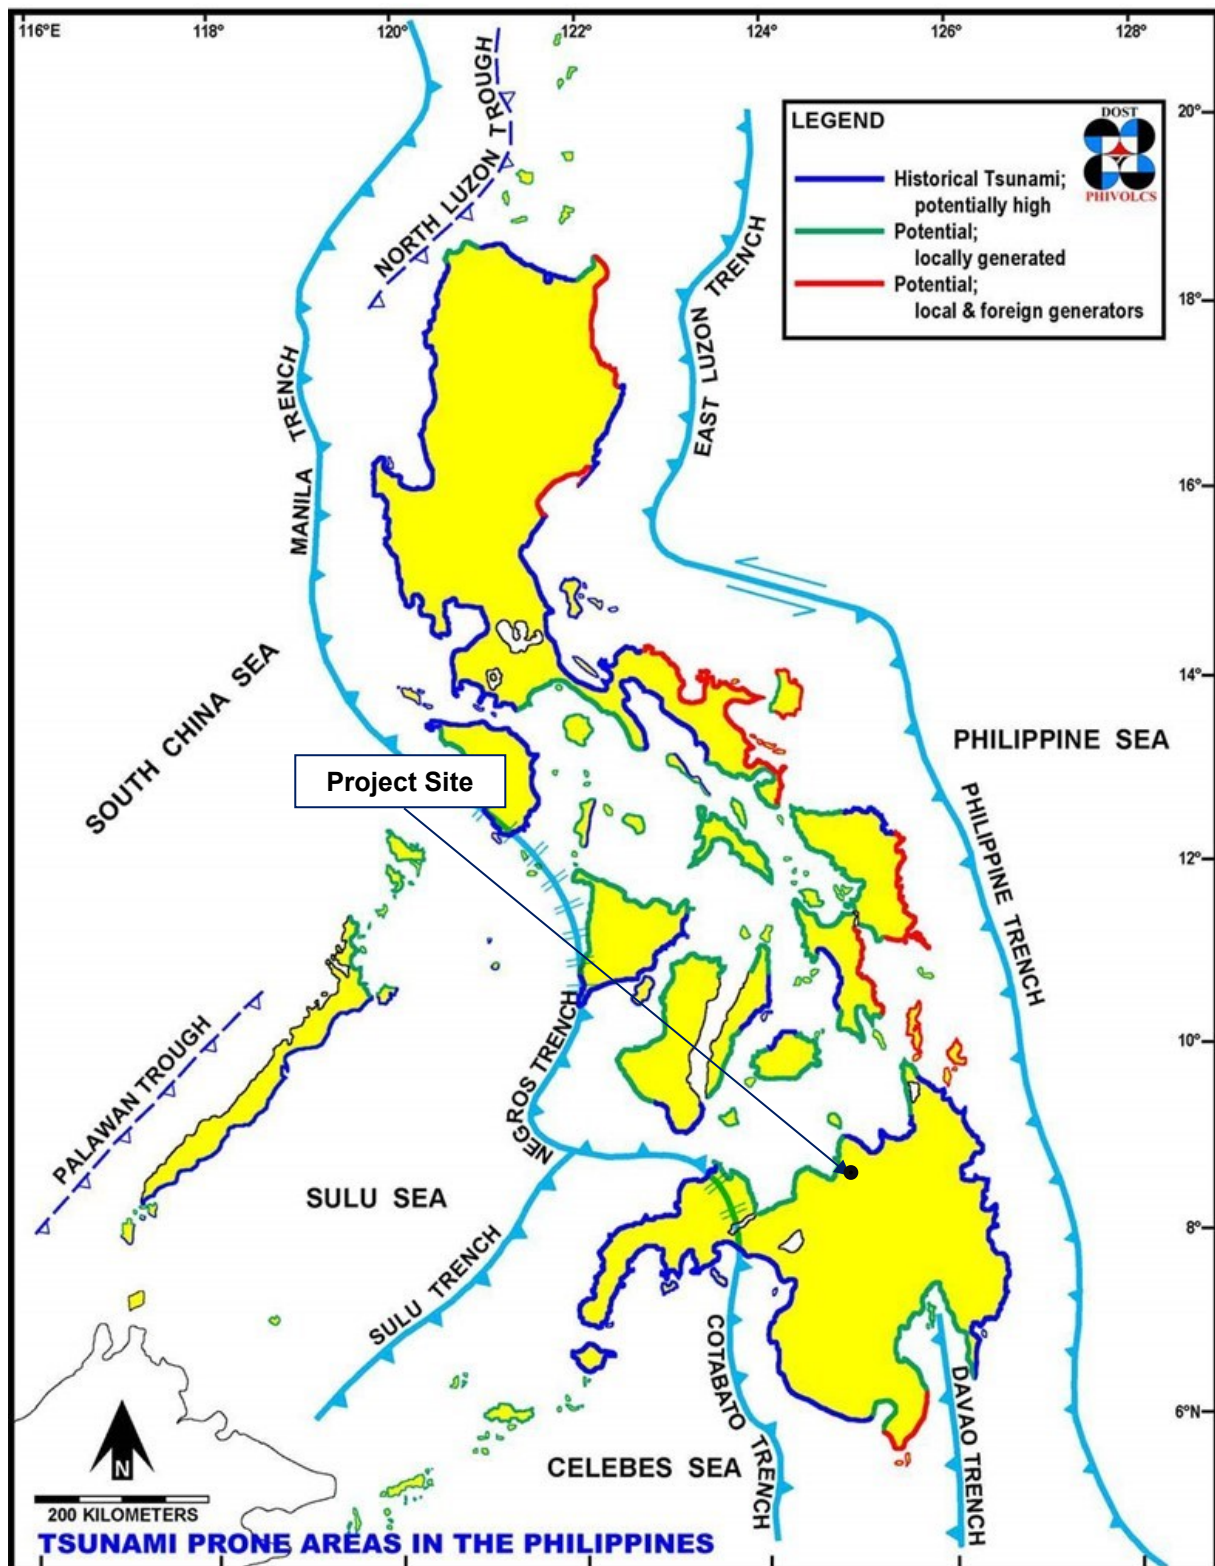 116°E
118°
120°
122°
124°
126°
128°
20°
18°
16°
14°
12°
10°
8°
6°N
LEGEND
DOST
PHIVOLCS
Historical Tsunami;
potentially high
Potential;
locally generated
Potential;
local & foreign generators
NORTH LUZON TROUGH
EAST LUZON TRENCH
MANILA TRENCH
SOUTH CHINA SEA
PHILIPPINE SEA
Project Site
PHILIPPINE TRENCH
NEGROS TRENCH
PALAWAN TROUGH
SULU SEA
SULU TRENCH
COTABATO TRENCH
DAVAO TRENCH
CELEBES SEA
N
200 KILOMETERS
TSUNAMI PRONE AREAS IN THE PHILIPPINES